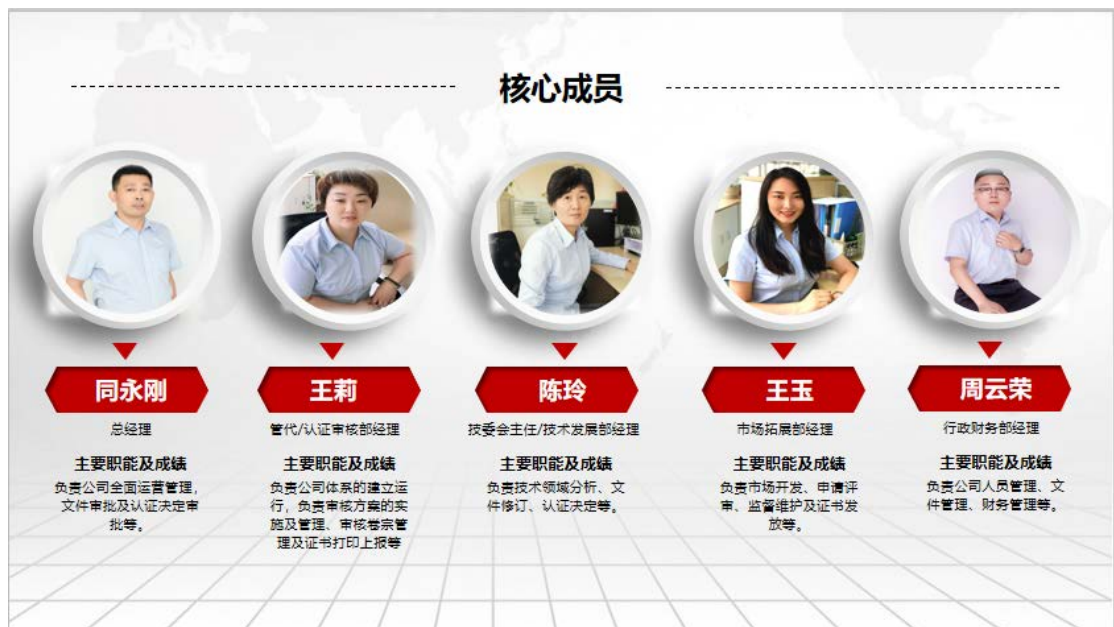 核心成员
同永刚
总经理
主要职能及成绩
负责公司全面运营管理,
文件审批及认证决定审
批等。
王莉
管代/认证审核部经理
主要职能及成绩
负责公司体系的建立运
行，负责审核方案的实
施及管理、审核卷宗管
理及证书打印上报等
陈玲
技委会主任/技术发展部经理
主要职能及成绩
负责技术领域分析、文
件修订、认证决定等。
王玉
市场拓展部经理
主要职能及成绩
负责市场开发、申请评
审、监督维护及证书发
放等。
周云荣
行政财务部经理
主要职能及成绩
负责公司人员管理、文
件管理、财务管理等。